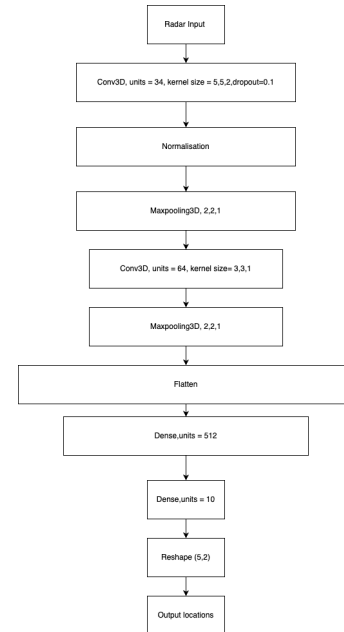 Radar Input
Conv3D, units = 34, kernel size = 5,5,2,dropout=0.1
Normalisation
Maxpooling3D, 2,2,1
Conv3D, units = 64, kernel size= 3,3,1
Maxpooling3D, 2,2,1
Flatten
Dense,units = 512
Dense,units = 10
Reshape (5,2)
Output locations